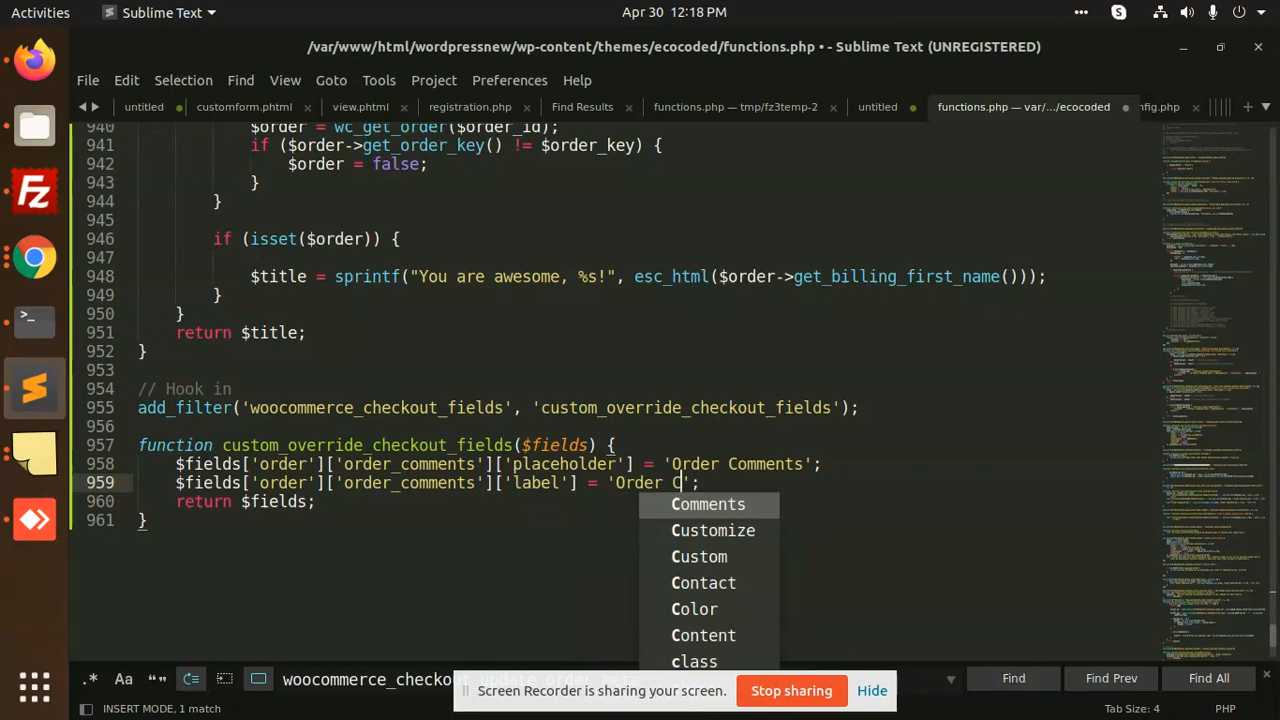 Activities
Sublime Text
Apr 30 12:18 PM
/var/www/html/wordpressnew/wp-content/themes/ecocoded/functions.php • - Sublime Text (UNREGISTERED)
File Edit Selection Find View Goto Tools Project Preferences Help
untitled customform.phtml view.phtml registration.php Find Results functions.php — tmp/fz3temp-2 untitled functions.php — var/…/ecocoded nfig.php
940 $order = wc_get_order($order_id);
941 if ($order->get_order_key() != $order_key) {
942 $order = false;
943 }
944 }
945
946 if (isset($order)) {
947
948 $title = sprintf("You are awesome, %s!", esc_html($order->get_billing_first_name()));
949 }
950 }
951 return $title;
952 }
953
954 // Hook in
955 add_filter('woocommerce_checkout_fields', 'custom_override_checkout_fields');
956
957 function custom_override_checkout_fields($fields) {
958 $fields['order']['order_comments']['placeholder'] = 'Order Comments';
959 $fields['order']['order_comments']['label'] = 'Order C';
960 return $fields;
961 }
Comments
Customize
Custom
Contact
Color
Content
class
.* Aa “” woocommerce_checkout_update_order_meta
Find Find Prev Find All
Screen Recorder is sharing your screen. Stop sharing Hide
INSERT MODE, 1 match
Tab Size: 4 PHP